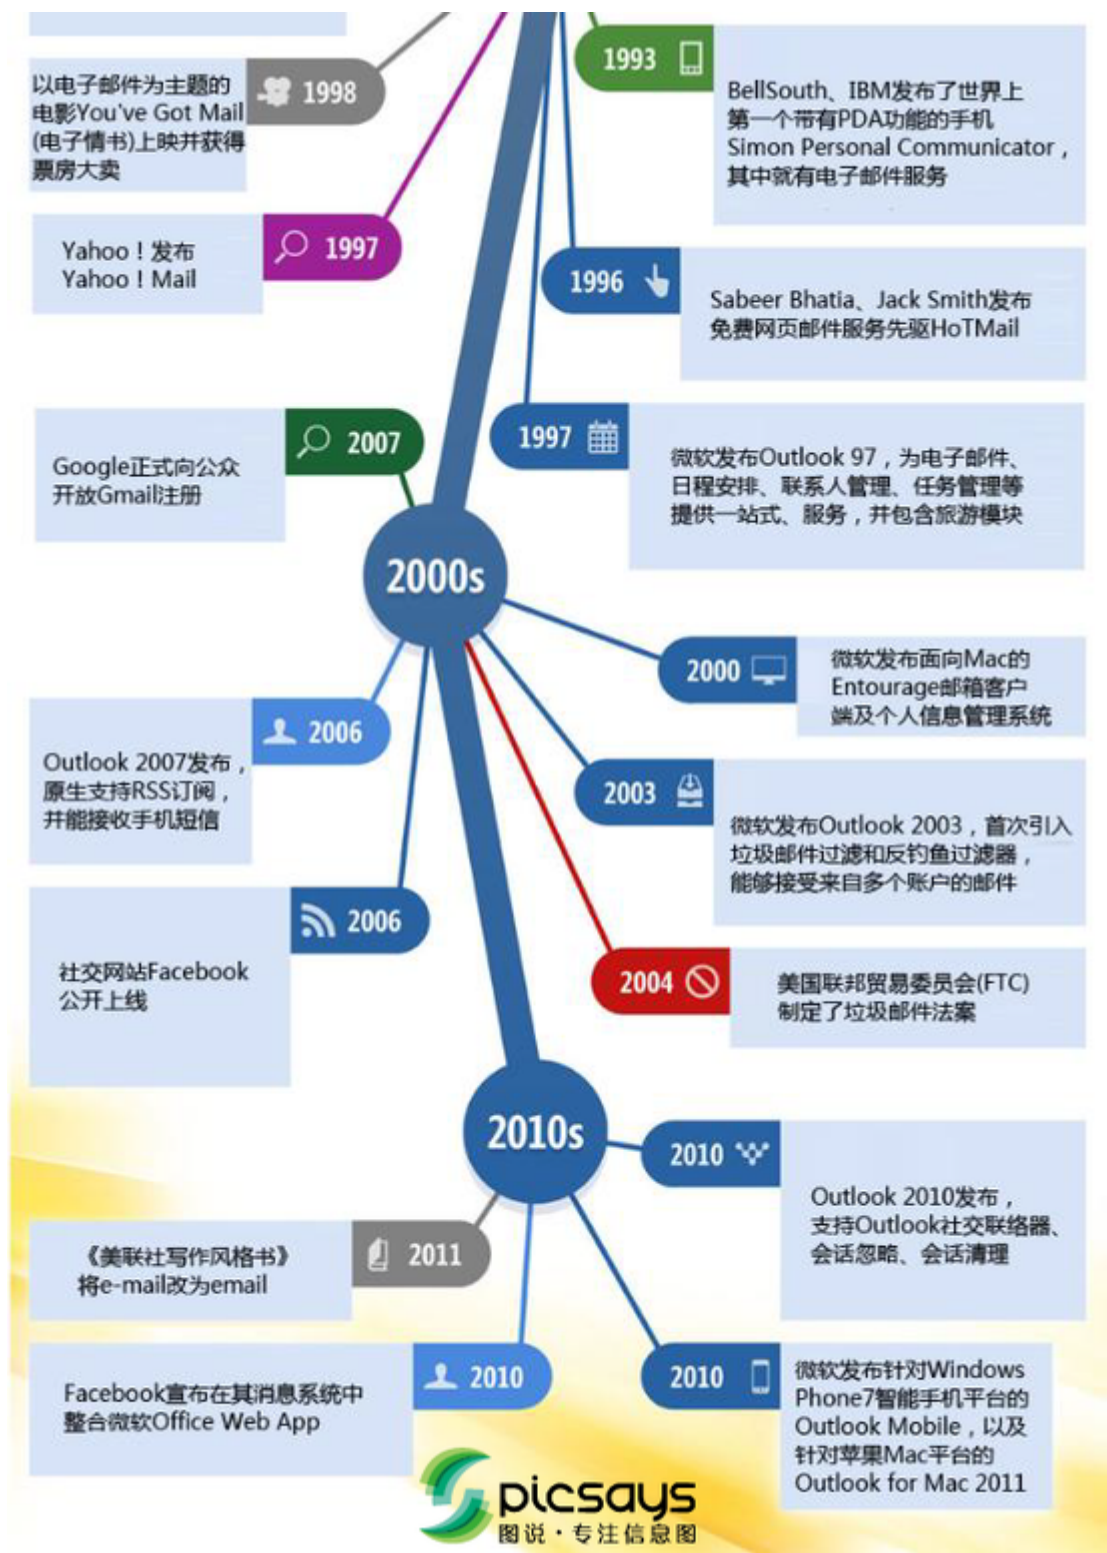 1993
BellSouth、IBM发布了世界上
第一个带有PDA功能的手机
Simon Personal Communicator，
其中就有电子邮件服务
1998
以电子邮件为主题的
电影You've Got Mail
(电子情书)上映并获得
票房大卖
1997
Yahoo！发布
Yahoo！Mail
1996
Sabeer Bhatia、Jack Smith发布
免费网页邮件服务先驱HoTMail
2007
Google正式向公众
开放Gmail注册
1997
微软发布Outlook 97，为电子邮件、
日程安排、联系人管理、任务管理等
提供一站式、服务，并包含旅游模块
2000s
2000
微软发布面向Mac的
Entourage邮箱客户
端及个人信息管理系统
2006
Outlook 2007发布，
原生支持RSS订阅，
并能接收手机短信
2003
微软发布Outlook 2003，首次引入
垃圾邮件过滤和反钓鱼过滤器，
能够接受来自多个账户的邮件
2006
社交网站Facebook
公开上线
2004
美国联邦贸易委员会(FTC)
制定了垃圾邮件法案
2010s
2010
Outlook 2010发布，
支持Outlook社交联络器、
会话忽略、会话清理
2011
《美联社写作风格书》
将e-mail改为email
2010
Facebook宣布在其消息系统中
整合微软Office Web App
2010
微软发布针对Windows
Phone7智能手机平台的
Outlook Mobile，以及
针对苹果Mac平台的
Outlook for Mac 2011
picsays
图说·专注信息图